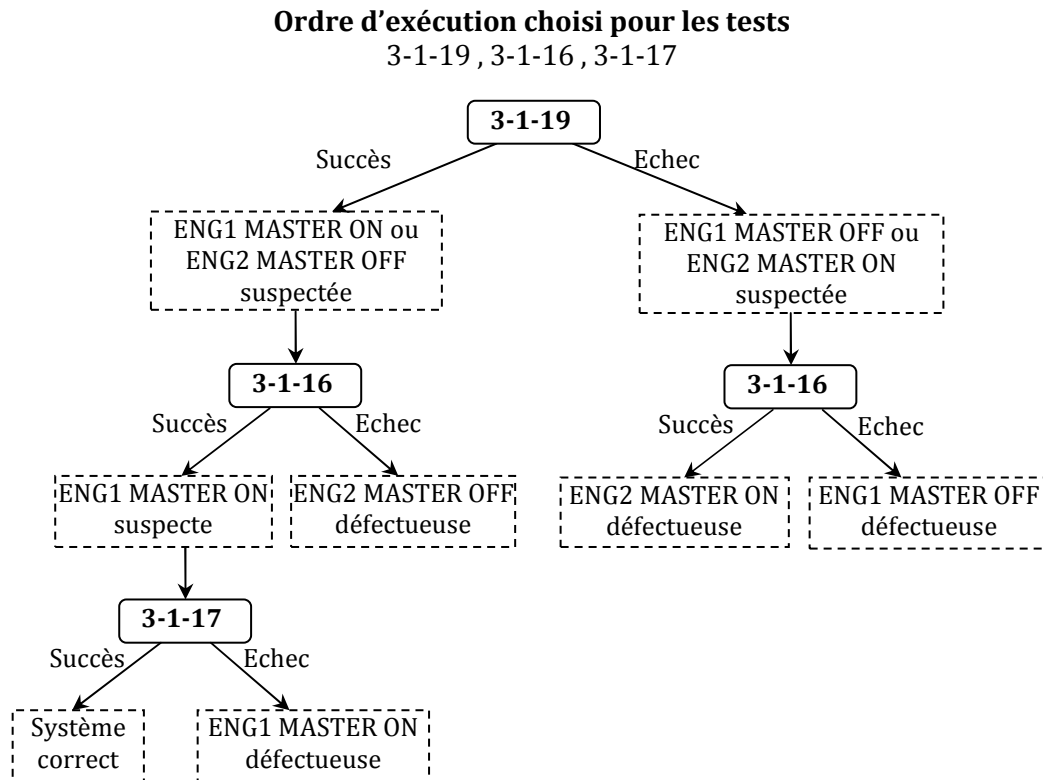 Ordre d’exécution choisi pour les tests
3-1-19 , 3-1-16 , 3-1-17
3-1-19
Succès
Echec
ENG1 MASTER ON ou
ENG2 MASTER OFF
suspectée
ENG1 MASTER OFF ou
ENG2 MASTER ON
suspectée
3-1-16
3-1-16
Succès
Echec
Succès
Echec
ENG1 MASTER ON
suspecte
ENG2 MASTER OFF
défectueuse
ENG2 MASTER ON
défectueuse
ENG1 MASTER OFF
défectueuse
3-1-17
Succès
Echec
Système
correct
ENG1 MASTER ON
défectueuse